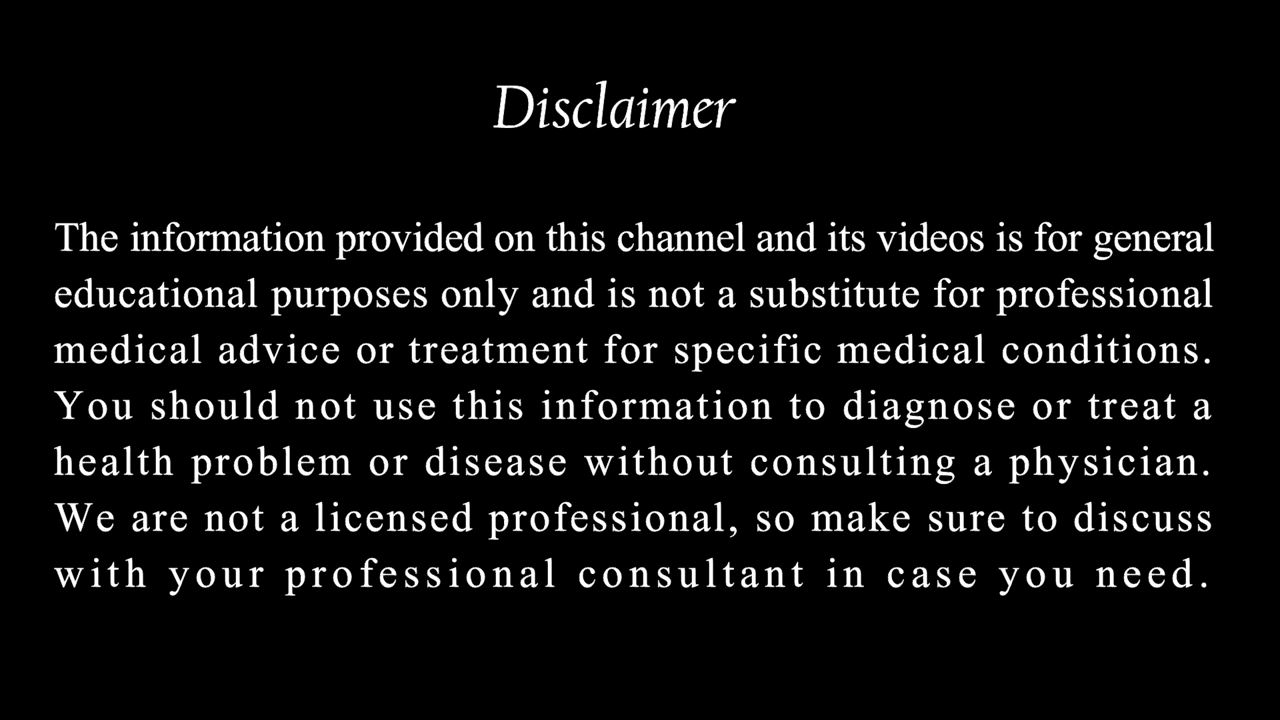 Disclaimer
The information provided on this channel and its videos is for general
educational purposes only and is not a substitute for professional
medical advice or treatment for specific medical conditions.
You should not use this information to diagnose or treat a
health problem or disease without consulting a physician.
We are not a licensed professional, so make sure to discuss
with your professional consultant in case you need.